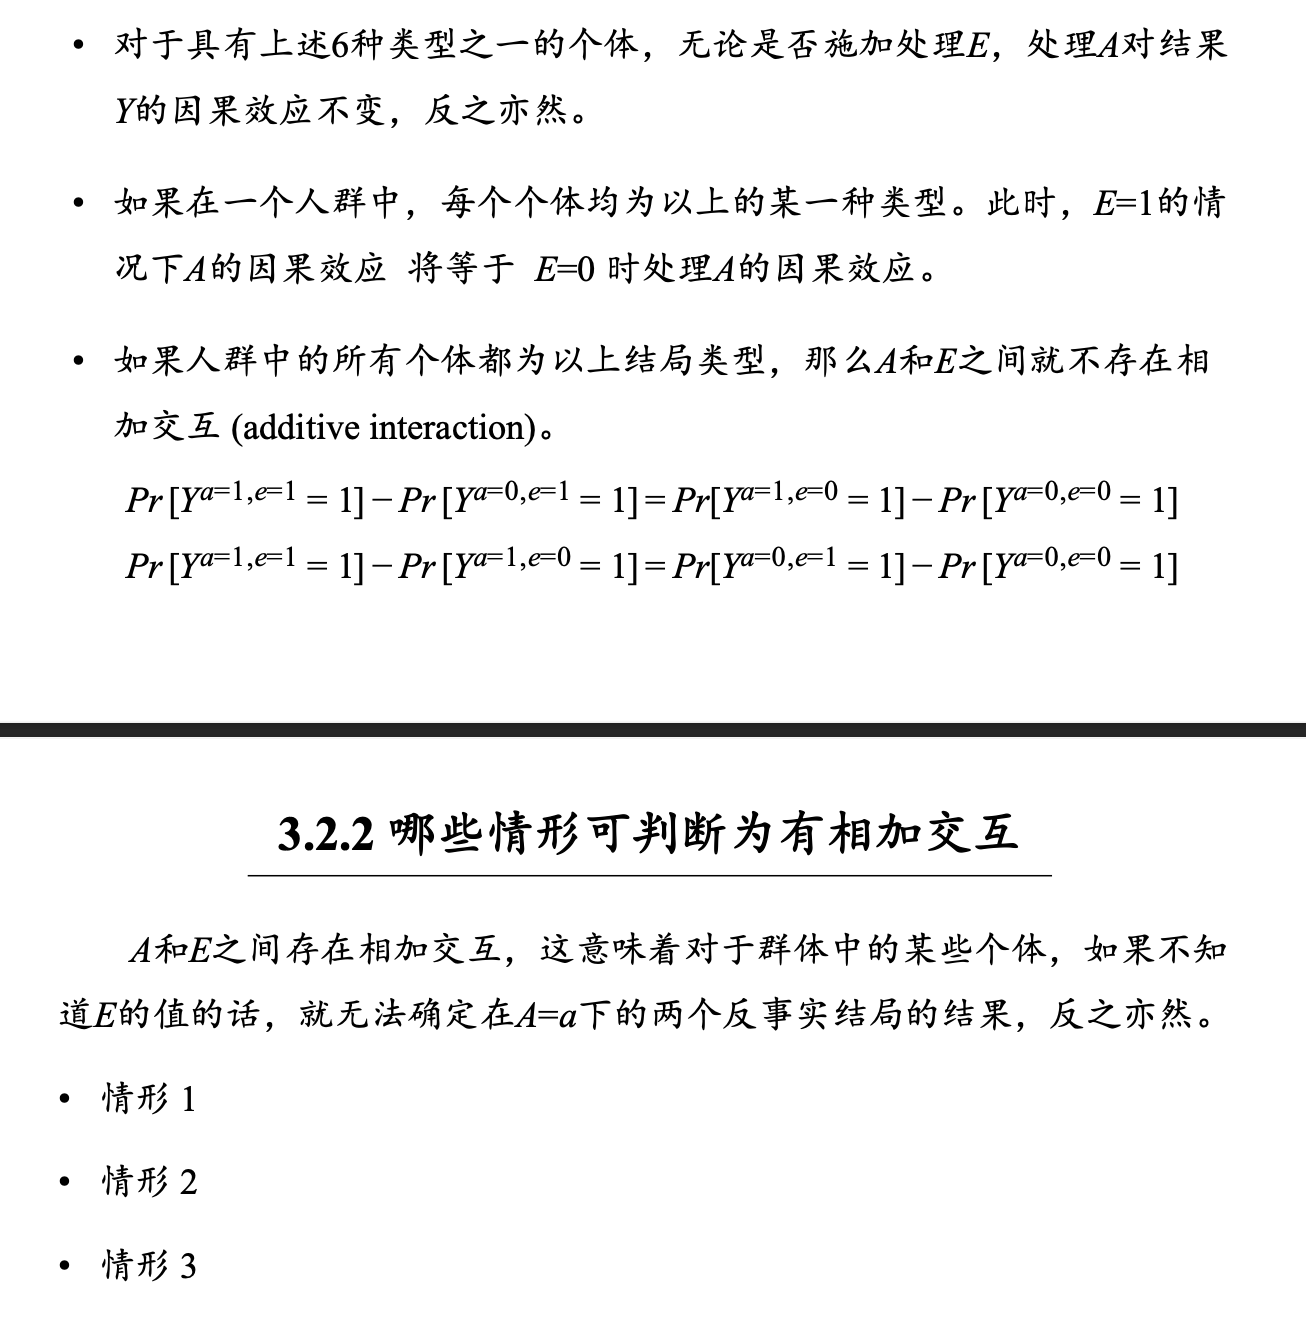 • 对于具有上述6种类型之一的个体，无论是否施加处理E，处理A对结果
Y的因果效应不变，反之亦然。
• 如果在一个人群中，每个个体均为以上的某一种类型。此时，E=1的情
况下A的因果效应 将等于 E=0 时处理A的因果效应。
• 如果人群中的所有个体都为以上结局类型，那么A和E之间就不存在相
加交互 (additive interaction)。
Pr[Y^{a=1,e=1} = 1] − Pr[Y^{a=0,e=1} = 1] = Pr[Y^{a=1,e=0} = 1] − Pr[Y^{a=0,e=0} = 1]
Pr[Y^{a=1,e=1} = 1] − Pr[Y^{a=1,e=0} = 1] = Pr[Y^{a=0,e=1} = 1] − Pr[Y^{a=0,e=0} = 1]
3.2.2 哪些情形可判断为有相加交互
A和E之间存在相加交互，这意味着对于群体中的某些个体，如果不知
道E的值的话，就无法确定在A=a下的两个反事实结局的结果，反之亦然。
• 情形 1
• 情形 2
• 情形 3